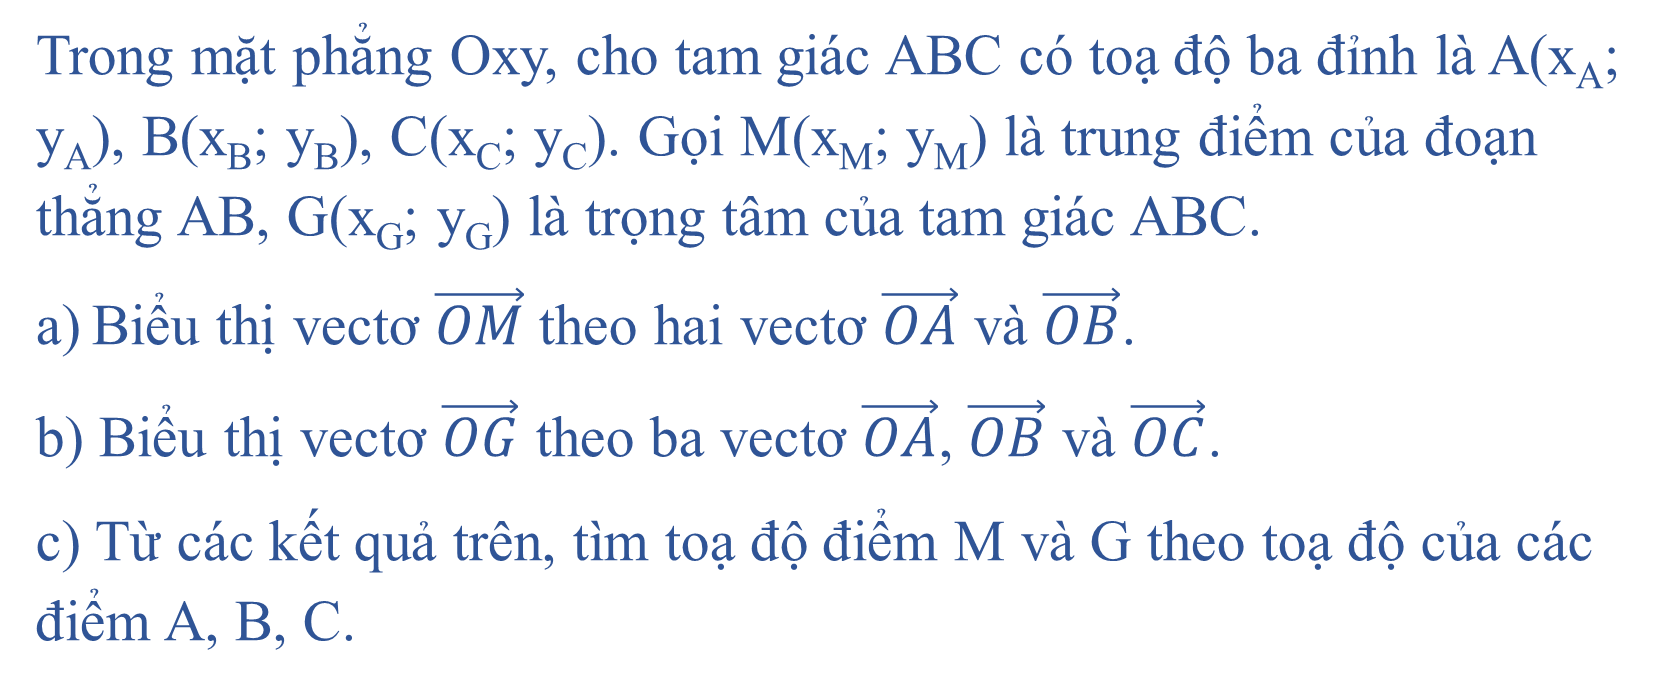 Trong mặt phẳng Oxy, cho tam giác ABC có toạ độ ba đỉnh là A(x_A;
y_A), B(x_B; y_B), C(x_C; y_C). Gọi M(x_M; y_M) là trung điểm của đoạn
thẳng AB, G(x_G; y_G) là trọng tâm của tam giác ABC.
a) Biểu thị vectơ $\overrightarrow{OM}$ theo hai vectơ $\overrightarrow{OA}$ và $\overrightarrow{OB}$.
b) Biểu thị vectơ $\overrightarrow{OG}$ theo ba vectơ $\overrightarrow{OA}$, $\overrightarrow{OB}$ và $\overrightarrow{OC}$.
c) Từ các kết quả trên, tìm toạ độ điểm M và G theo toạ độ của các
điểm A, B, C.